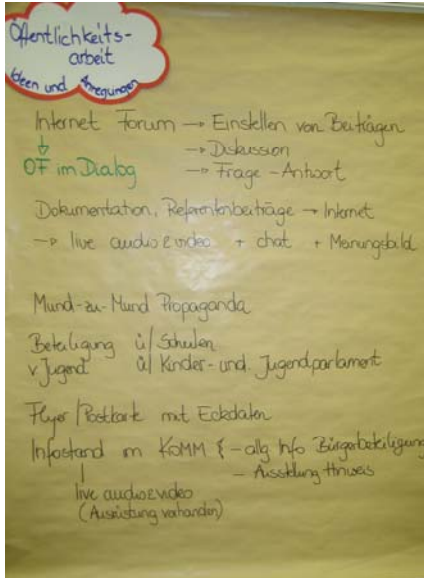 Öffentlichkeits-
arbeit
Ideen und Anregungen
Internet Forum → Einstellen von Beiträgen
→ Diskussion
OF im Dialog → Frage - Antwort
Dokumentation, Referentenbeiträge → Internet
→ live audio & video + chat + Meinungsbild
Mund-zu-Mund Propaganda
Beteiligung ü/ Schulen
v. Jugend ü/ Kinder- und Jugendparlament
Flyer / Postkarte mit Eckdaten
Infostand im KOMM { - allg Info Bürgerbeteiligung
- Ausstellung Hinweis
live audio & video
(Ausrüstung vorhanden)